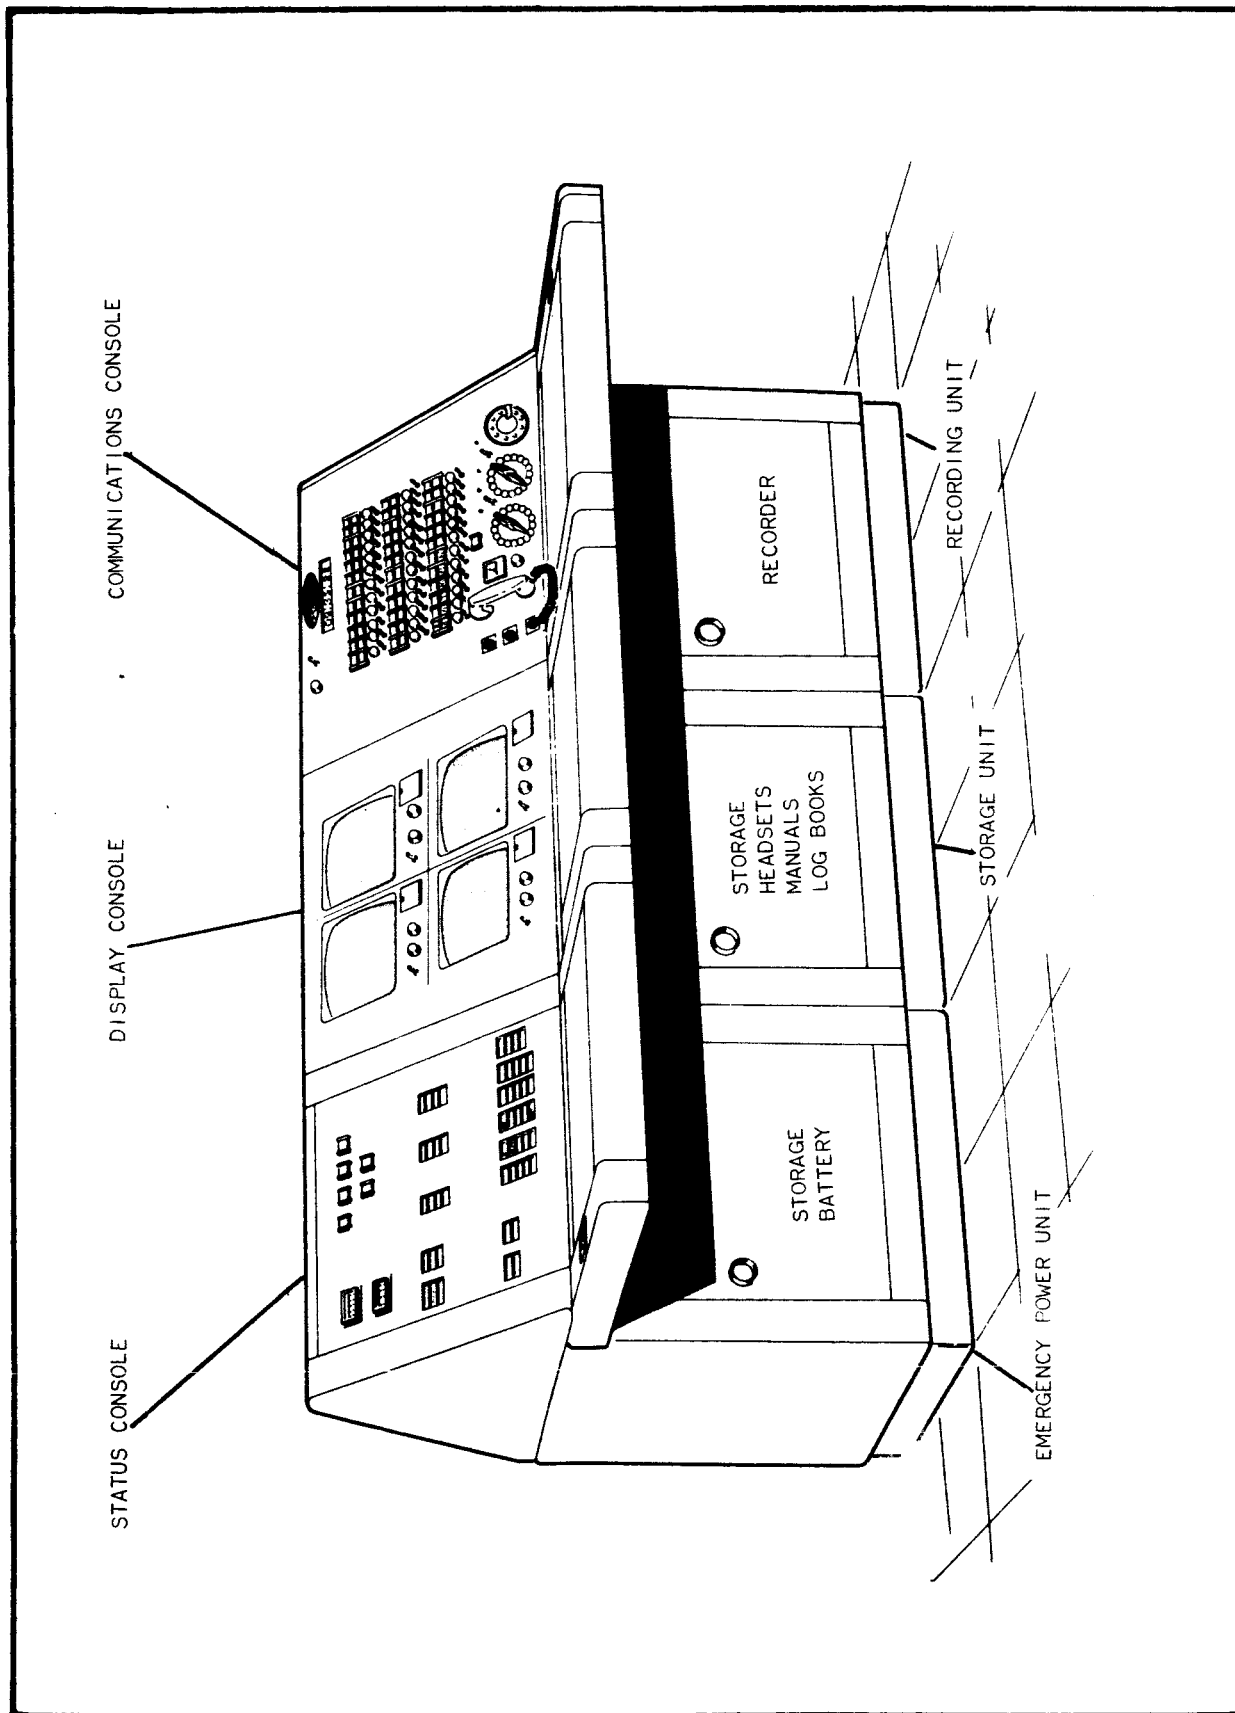 STATUS CONSOLE
DISPLAY CONSOLE
COMMUNICATIONS CONSOLE
STORAGE
BATTERY
STORAGE
HEADSETS
MANUALS
LOG BOOKS
RECORDER
EMERGENCY POWER UNIT
STORAGE UNIT
RECORDING UNIT